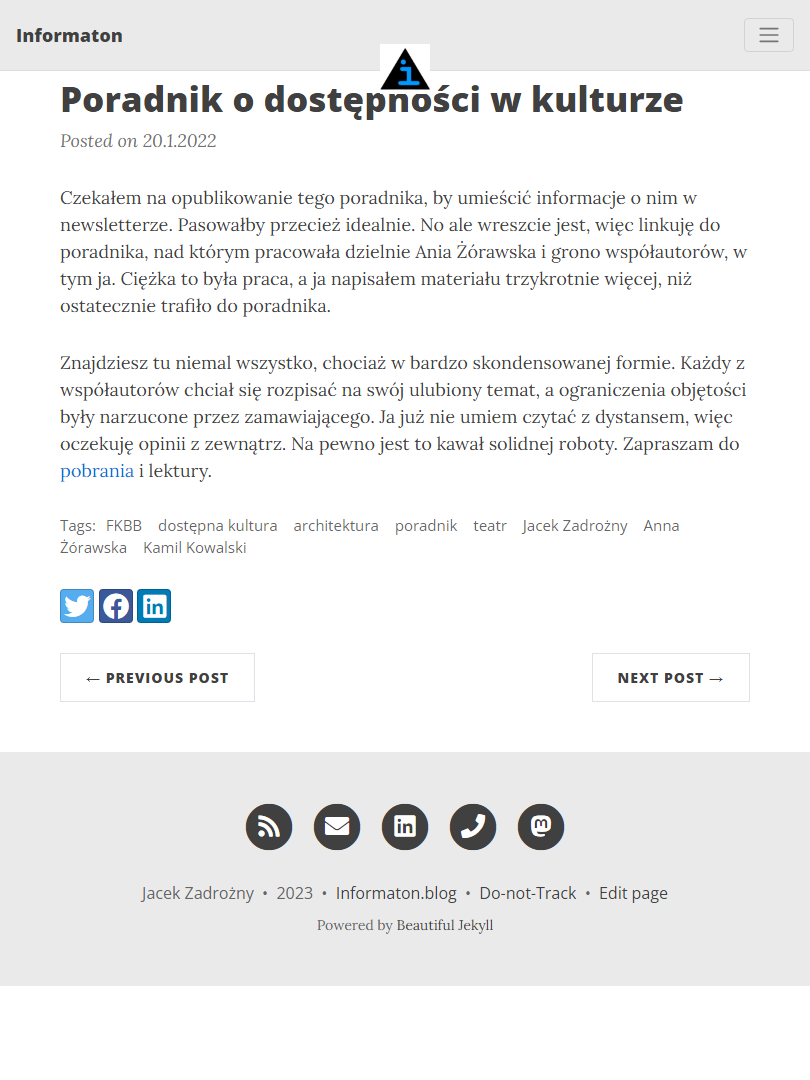 Informaton
Poradnik o dostępności w kulturze
Posted on 20.1.2022
Czekałem na opublikowanie tego poradnika, by umieścić informacje o nim w
newsletterze. Pasowałby przecież idealnie. No ale wreszcie jest, więc linkuję do
poradnika, nad którym pracowała dzielnie Ania Żórawska i grono współautorów, w
tym ja. Ciężka to była praca, a ja napisałem materiału trzykrotnie więcej, niż
ostatecznie trafiło do poradnika.
Znajdziesz tu niemal wszystko, chociaż w bardzo skondensowanej formie. Każdy z
współautorów chciał się rozpisać na swój ulubiony temat, a ograniczenia objętości
były narzucone przez zamawiającego. Ja już nie umiem czytać z dystansem, więc
oczekuję opinii z zewnątrz. Na pewno jest to kawał solidnej roboty. Zapraszam do
pobrania i lektury.
Tags: FKBB dostępna kultura architektura poradnik teatr Jacek Zadrożny Anna
Żórawska Kamil Kowalski
← PREVIOUS POST
NEXT POST →
Jacek Zadrożny • 2023 • Informaton.blog • Do-not-Track • Edit page
Powered by Beautiful Jekyll